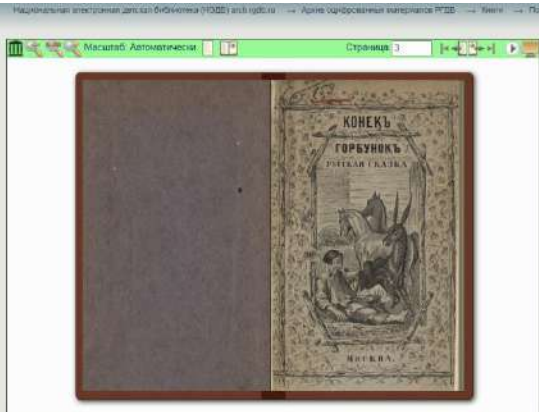 Национальная электронная детская библиотека (НЭДБ) arch.rgdb.ru → Архив оцифрованных материалов РГДБ → Книги → По
Масштаб: Автоматически
Страница: 3
КОНЕКЪ
ГОРБУНОКЪ
РУССКАЯ СКАЗКА
МОСКВА.